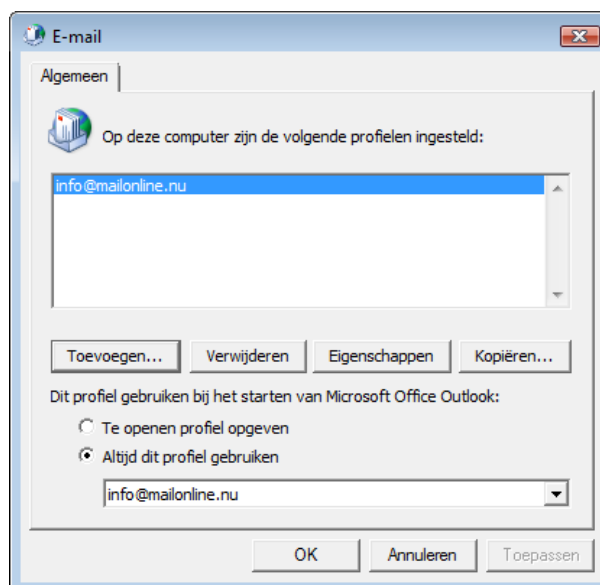 E-mail
Algemeen
Op deze computer zijn de volgende profielen ingesteld:
info@mailonline.nu
Toevoegen... Verwijderen Eigenschappen Kopiëren...
Dit profiel gebruiken bij het starten van Microsoft Office Outlook:
Te openen profiel opgeven
Altijd dit profiel gebruiken
info@mailonline.nu
OK Annuleren Toepassen